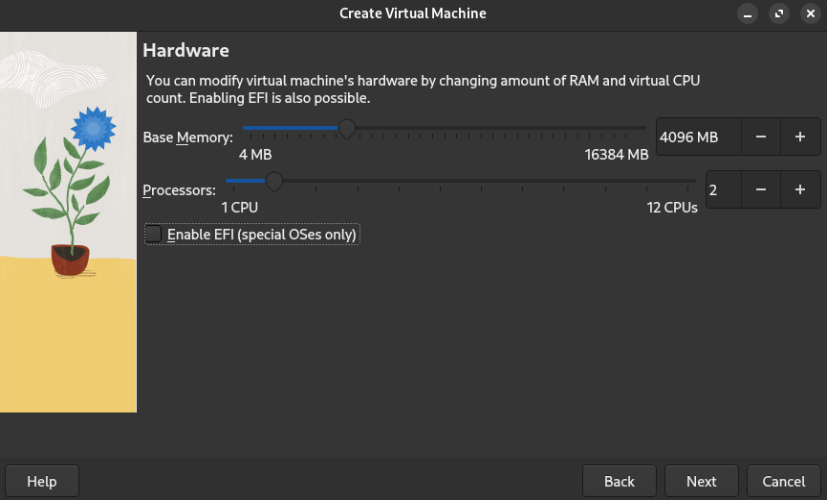 Create Virtual Machine
Hardware
You can modify virtual machine's hardware by changing amount of RAM and virtual CPU
count. Enabling EFI is also possible.
Base Memory:
4 MB
16384 MB
4096 MB
Processors:
1 CPU
12 CPUs
2
Enable EFI (special OSes only)
Help
Back
Next
Cancel